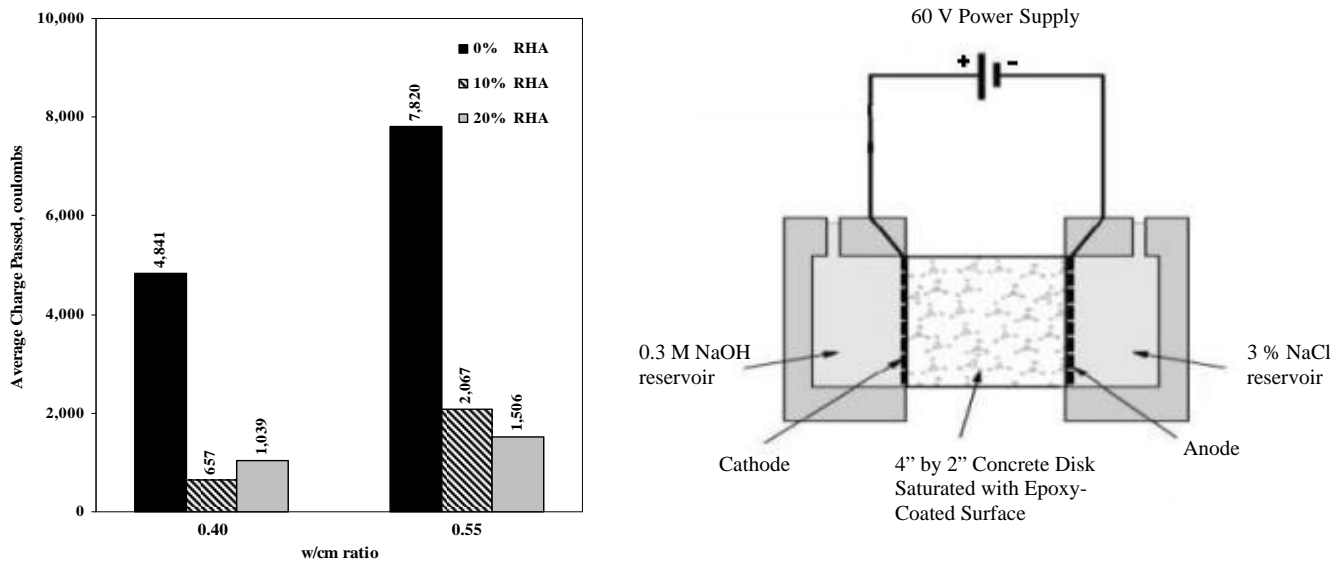 10,000
8,000
6,000
4,000
2,000
0
Average Charge Passed, coulombs
0% RHA
10% RHA
20% RHA
4,841
657
1,039
7,820
2,067
1,506
0.40
0.55
w/cm ratio
60 V Power Supply
+
-
0.3 M NaOH
reservoir
3 % NaCl
reservoir
Cathode
4” by 2” Concrete Disk
Saturated with Epoxy-
Coated Surface
Anode